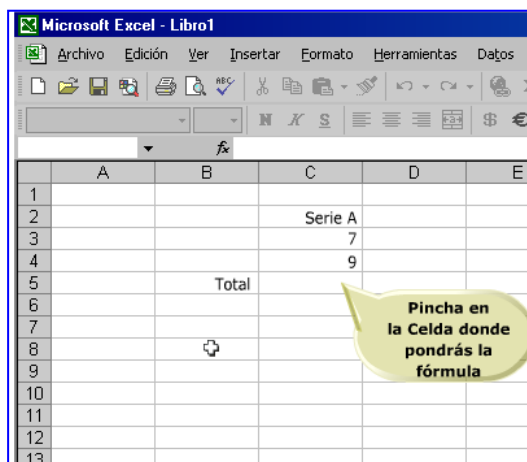 Microsoft Excel - Libro1
Archivo Edición Ver Insertar Formato Herramientas Datos
ABC
N K S $ €
fx
A B C D E
1
2 Serie A
3 7
4 9
5 Total
6
7
8
9
10
11
12
13
Pincha en
la Celda donde
pondrás la
fórmula